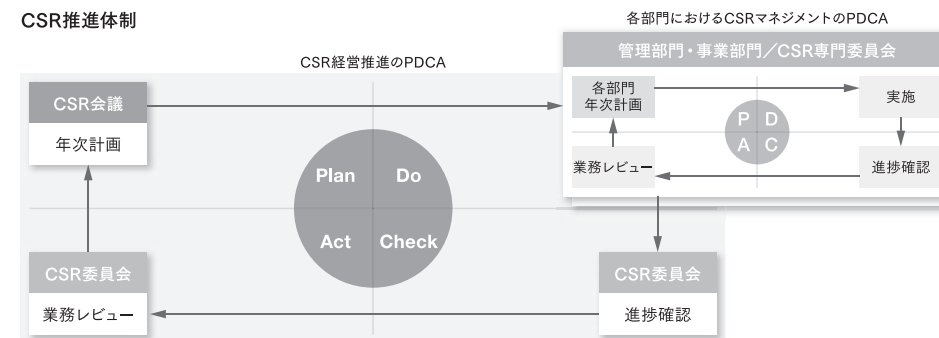 CSR推進体制
各部門におけるCSRマネジメントのPDCA
管理部門・事業部門／CSR専門委員会
CSR経営推進のPDCA
CSR会議
年次計画
各部門
年次計画
実施
P D
A C
業務レビュー
進捗確認
Plan Do
Act Check
CSR委員会
業務レビュー
CSR委員会
進捗確認